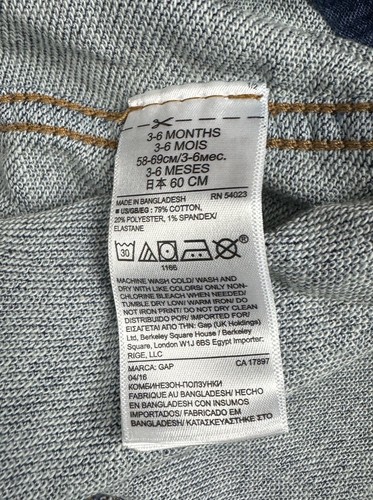 3-6 MONTHS
3-6 MOIS
58-69см/3-6мес.
3-6 MESES
日本 60 CM
MADE IN BANGLADESH RN 54023
■ US/GB/EG : 79% COTTON,
20% POLYESTER, 1% SPANDEX/
ELASTANE
30
1166
MACHINE WASH COLD/ WASH AND
DRY WITH LIKE COLORS/ ONLY NON-
CHLORINE BLEACH WHEN NEEDED/
TUMBLE DRY LOW/ WARM IRON/ DO
NOT IRON PRINT/ DO NOT DRY CLEAN
DISTRIBUIDO POR/ IMPORTADO POR/
ΕΙΣΑΓΕΤΑΙ ΑΠΟ ΤΗΝ: Gap (UK Holdings)
Ltd, Berkeley Square House/ Berkeley
Square, London W1J 6BS Egypt Importer:
RIGE, LLC
MARCA: GAP CA 17897
04/16
КОМБИНЕЗОН-ПОЛЗУНКИ
FABRIQUE AU BANGLADESH/ HECHO
EN BANGLADESH CON INSUMOS
IMPORTADOS/ FABRICADO EM
BANGLADESH/ ΚΑΤΑΣΚΕΥΑΣΤΗΚΕ ΣΤΟ